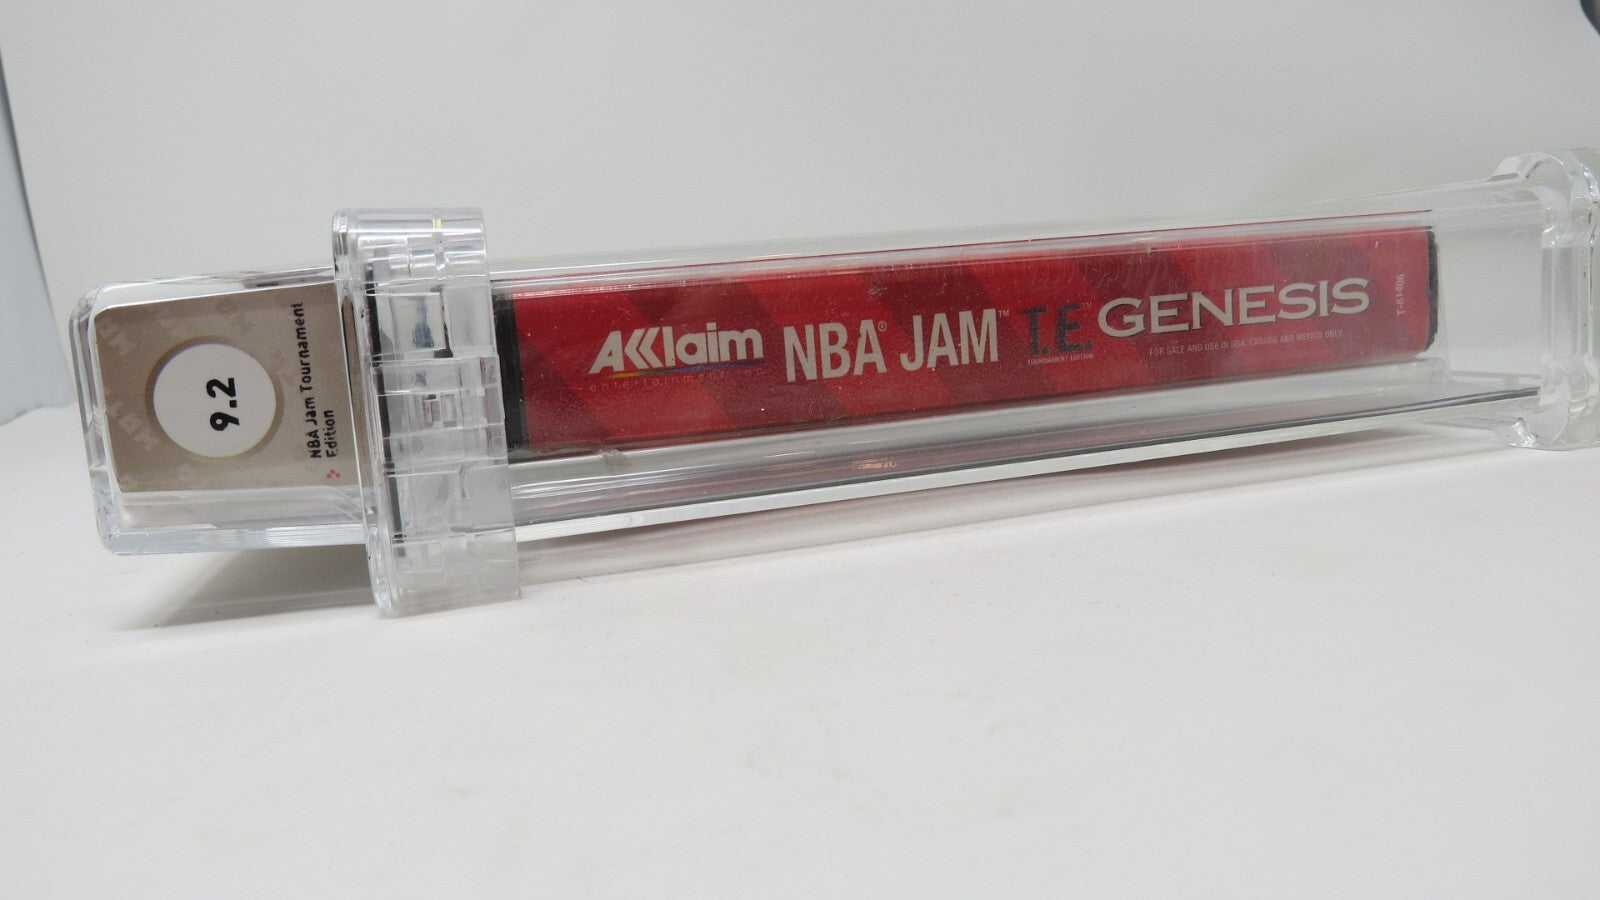 9.2
NBA Jam Tournament
Edition
AKKlaim
entertainment, inc.
NBA® JAM™ T.E.™
TOURNAMENT EDITION
GENESIS
FOR SALE AND USE IN USA, CANADA AND MEXICO ONLY.
T-81406